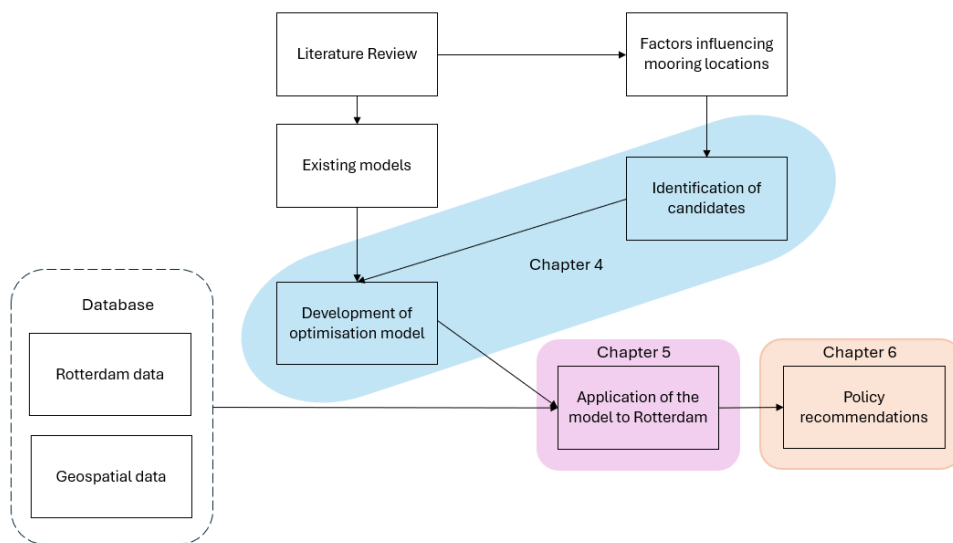 Literature Review
Factors influencing
mooring locations
Existing models
Identification of
candidates
Chapter 4
Development of
optimisation model
Database
Rotterdam data
Geospatial data
Chapter 5
Application of the
model to Rotterdam
Chapter 6
Policy
recommendations